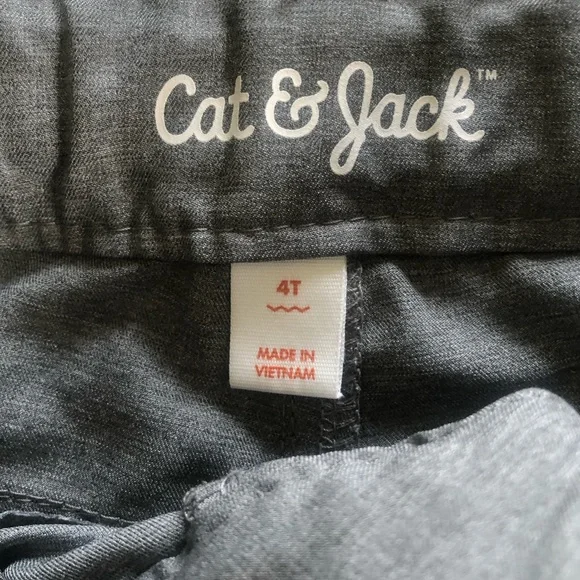 Cat & Jack™
4T
MADE IN
VIETNAM